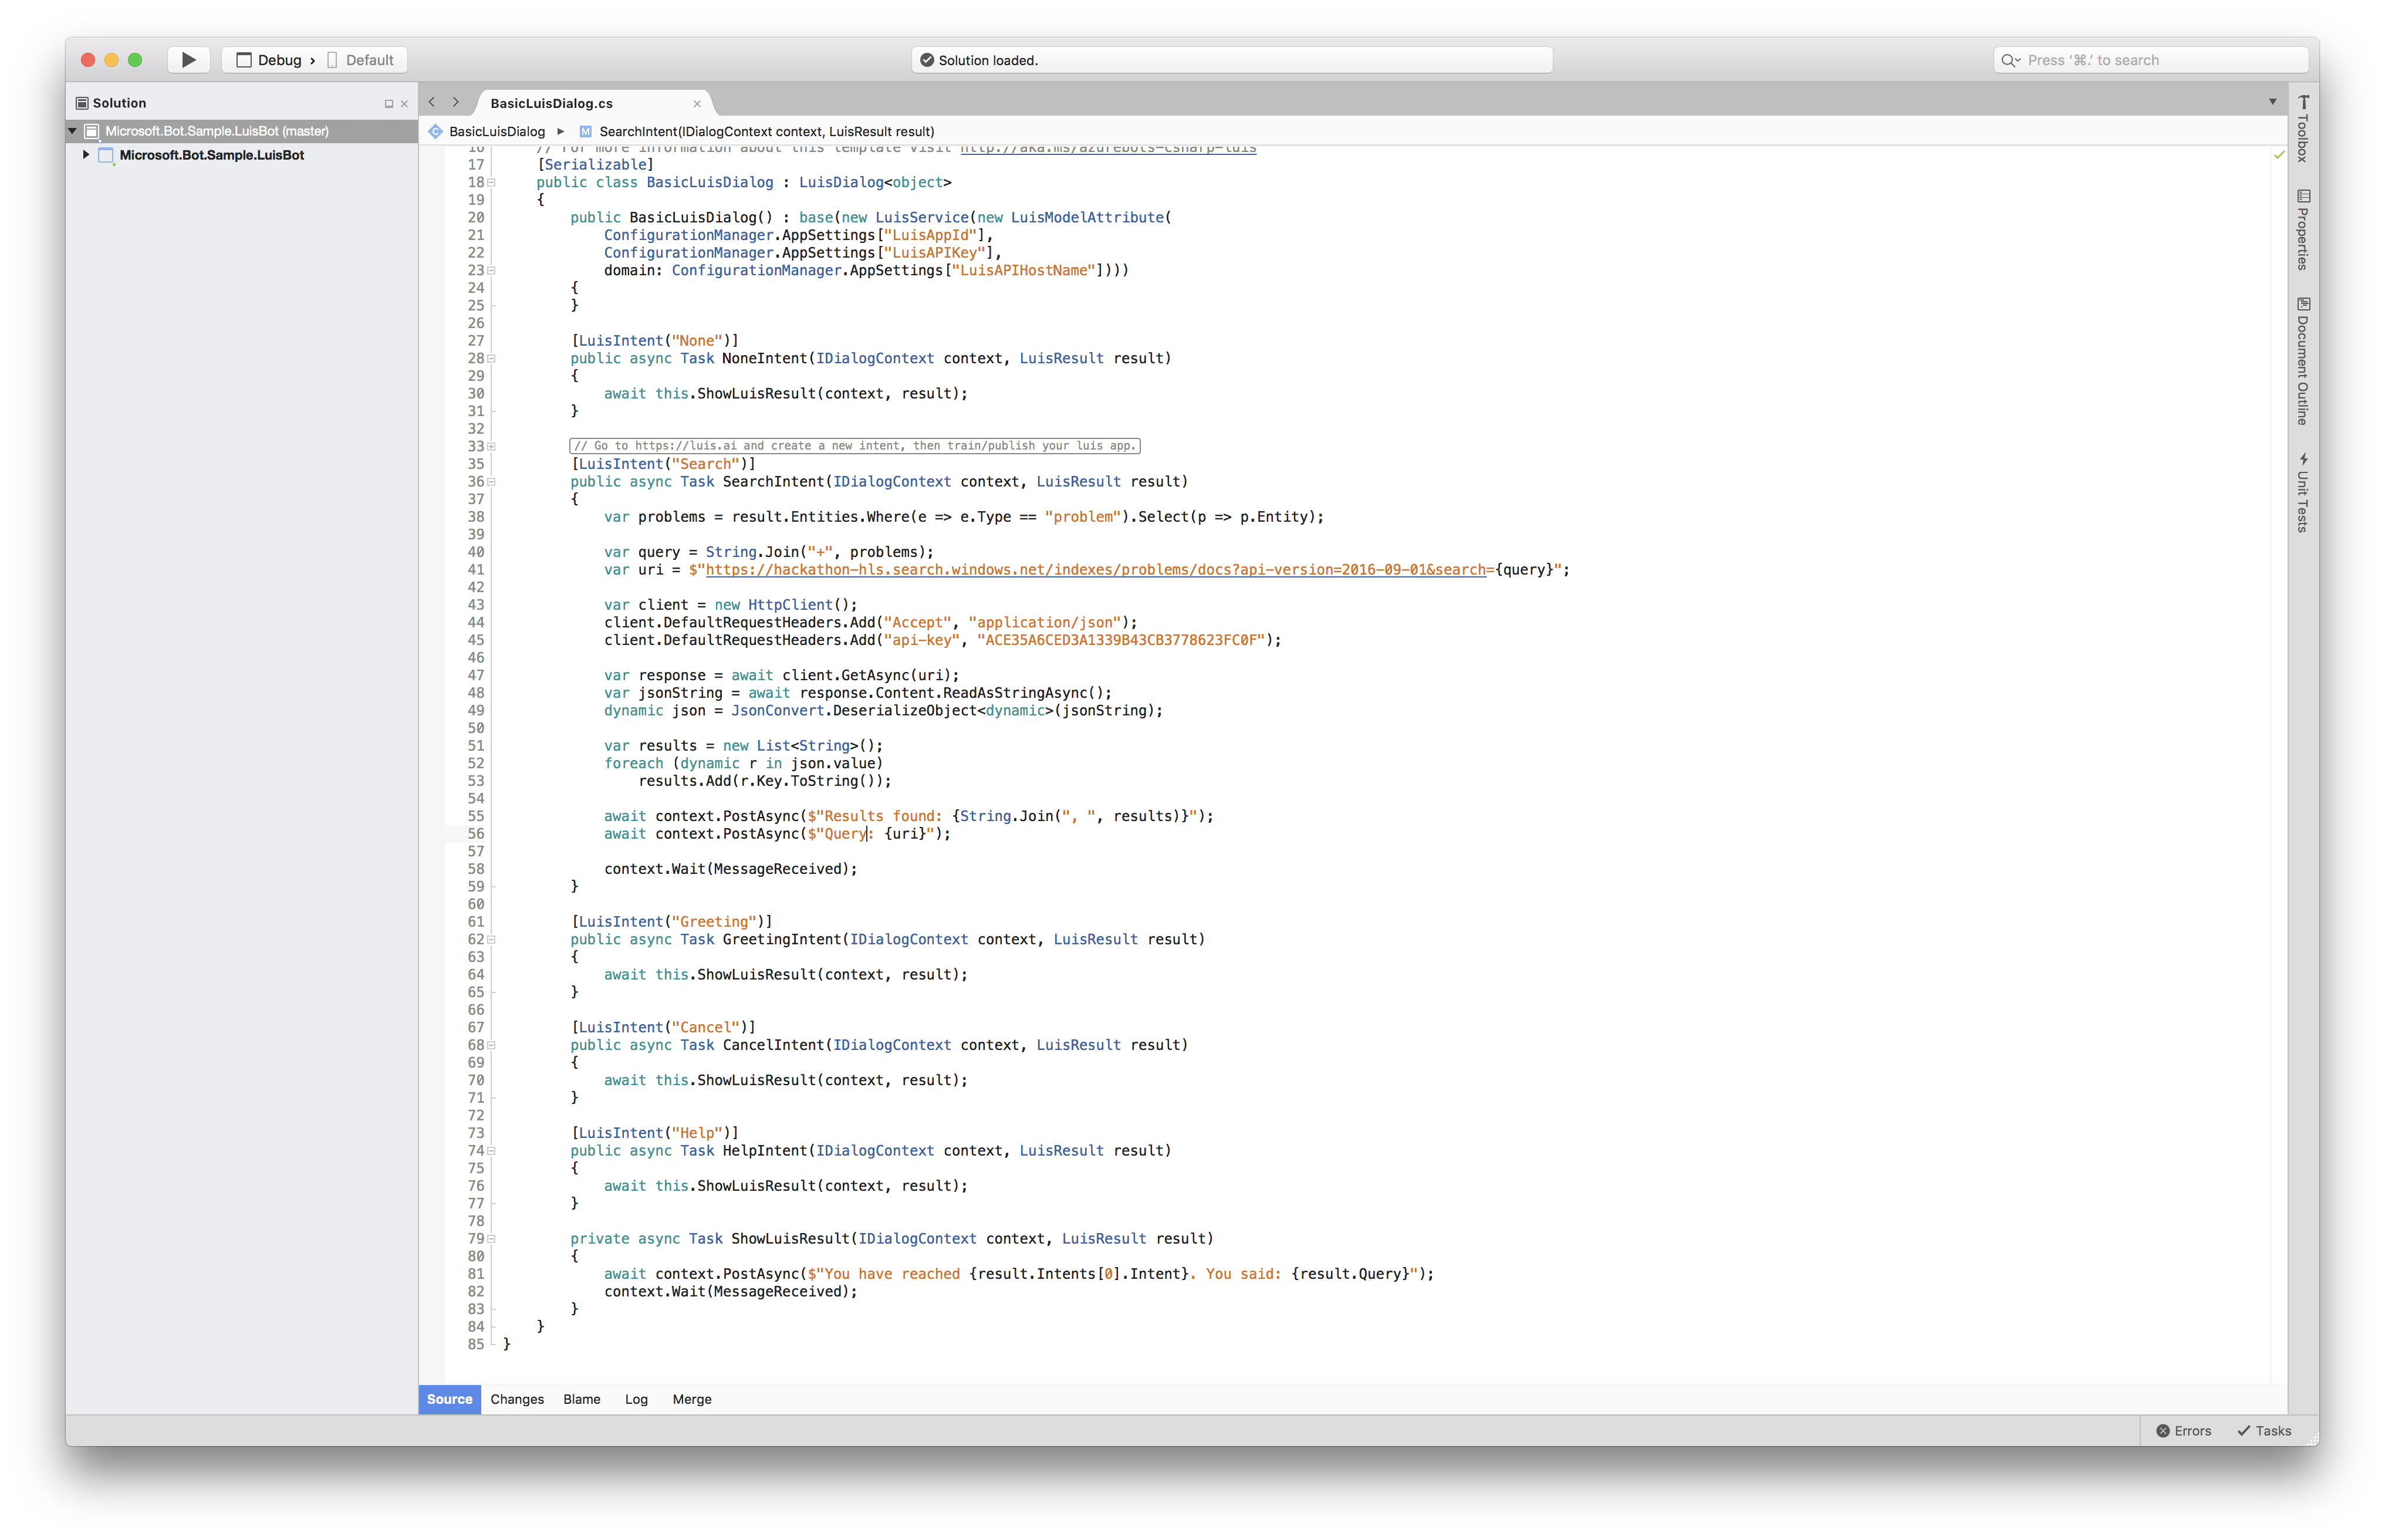 Debug › Default
Solution loaded.
Press ‘⌘.’ to search
Solution
Microsoft.Bot.Sample.LuisBot (master)
Microsoft.Bot.Sample.LuisBot
BasicLuisDialog.cs
BasicLuisDialog ▸ M SearchIntent(IDialogContext context, LuisResult result)
16 // For more information about this template visit http://aka.ms/azurebots-csharp-luis
17 [Serializable]
18 public class BasicLuisDialog : LuisDialog<object>
19 {
20 public BasicLuisDialog() : base(new LuisService(new LuisModelAttribute(
21 ConfigurationManager.AppSettings["LuisAppId"],
22 ConfigurationManager.AppSettings["LuisAPIKey"],
23 domain: ConfigurationManager.AppSettings["LuisAPIHostName"])))
24 {
25 }
26
27 [LuisIntent("None")]
28 public async Task NoneIntent(IDialogContext context, LuisResult result)
29 {
30 await this.ShowLuisResult(context, result);
31 }
32
33 // Go to https://luis.ai and create a new intent, then train/publish your luis app.
35 [LuisIntent("Search")]
36 public async Task SearchIntent(IDialogContext context, LuisResult result)
37 {
38 var problems = result.Entities.Where(e => e.Type == "problem").Select(p => p.Entity);
39
40 var query = String.Join("+", problems);
41 var uri = $"https://hackathon-hls.search.windows.net/indexes/problems/docs?api-version=2016-09-01&search={query}";
42
43 var client = new HttpClient();
44 client.DefaultRequestHeaders.Add("Accept", "application/json");
45 client.DefaultRequestHeaders.Add("api-key", "ACE35A6CED3A1339B43CB3778623FC0F");
46
47 var response = await client.GetAsync(uri);
48 var jsonString = await response.Content.ReadAsStringAsync();
49 dynamic json = JsonConvert.DeserializeObject<dynamic>(jsonString);
50
51 var results = new List<String>();
52 foreach (dynamic r in json.value)
53 results.Add(r.Key.ToString());
54
55 await context.PostAsync($"Results found: {String.Join(", ", results)}");
56 await context.PostAsync($"Query: {uri}");
57
58 context.Wait(MessageReceived);
59 }
60
61 [LuisIntent("Greeting")]
62 public async Task GreetingIntent(IDialogContext context, LuisResult result)
63 {
64 await this.ShowLuisResult(context, result);
65 }
66
67 [LuisIntent("Cancel")]
68 public async Task CancelIntent(IDialogContext context, LuisResult result)
69 {
70 await this.ShowLuisResult(context, result);
71 }
72
73 [LuisIntent("Help")]
74 public async Task HelpIntent(IDialogContext context, LuisResult result)
75 {
76 await this.ShowLuisResult(context, result);
77 }
78
79 private async Task ShowLuisResult(IDialogContext context, LuisResult result)
80 {
81 await context.PostAsync($"You have reached {result.Intents[0].Intent}. You said: {result.Query}");
82 context.Wait(MessageReceived);
83 }
84 }
85 }
Source Changes Blame Log Merge
Toolbox
Properties
Document Outline
Unit Tests
Errors Tasks